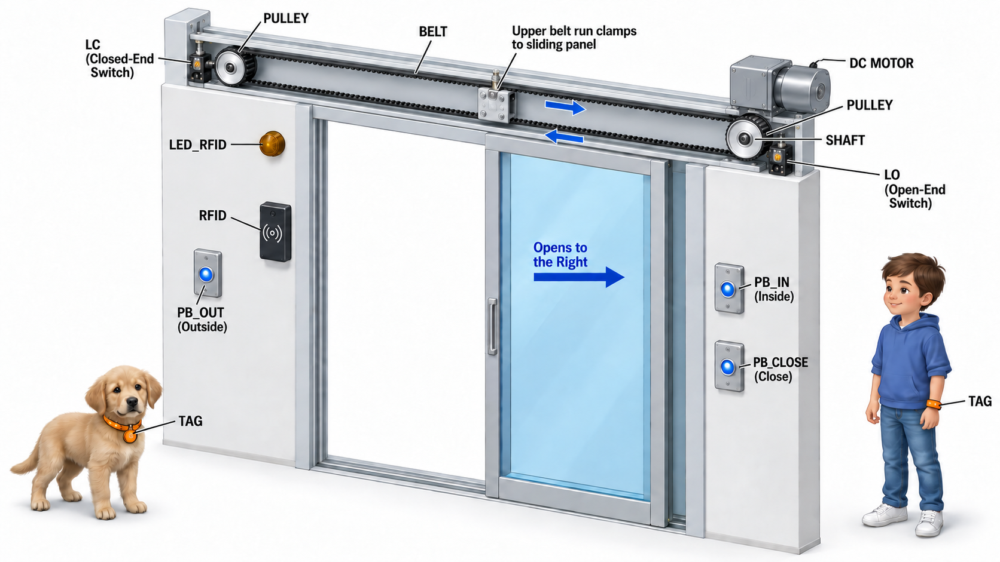 PULLEY
BELT
Upper belt run clamps
to sliding panel
LC
(Closed-End
Switch)
DC MOTOR
PULLEY
SHAFT
LED_RFID
LO
(Open-End
Switch)
RFID
Opens to
the Right
PB_IN
(Inside)
PB_OUT
(Outside)
PB_CLOSE
(Close)
TAG
TAG